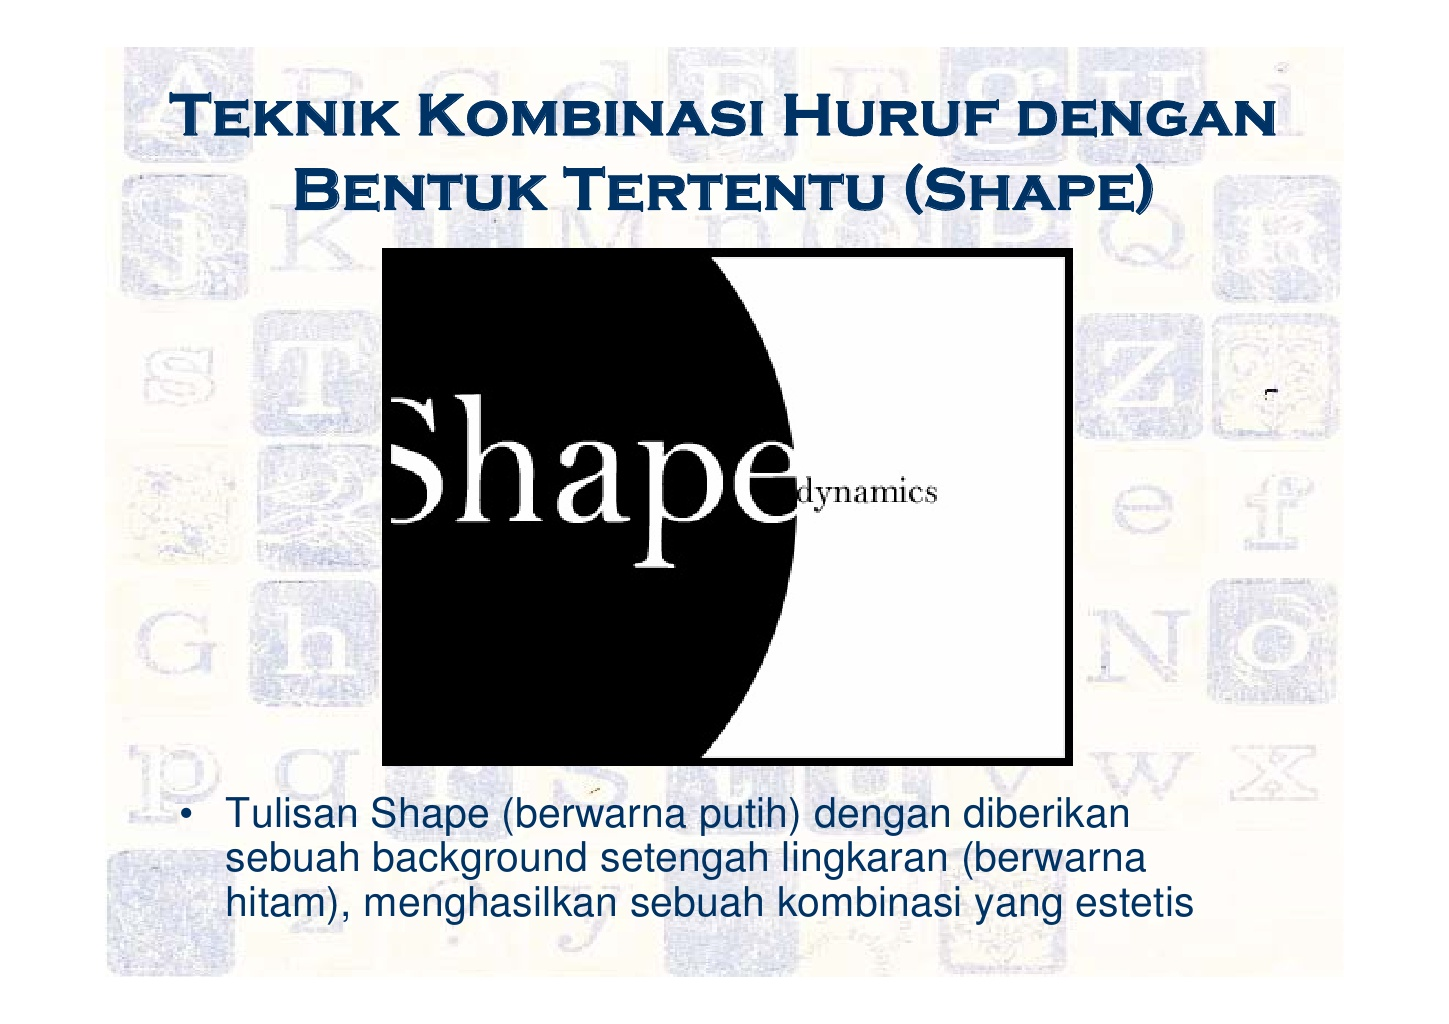 TEKNIK KOMBINASI HURUF DENGAN
BENTUK TERTENTU (SHAPE)
Shape
dynamics
• Tulisan Shape (berwarna putih) dengan diberikan
sebuah background setengah lingkaran (berwarna
hitam), menghasilkan sebuah kombinasi yang estetis